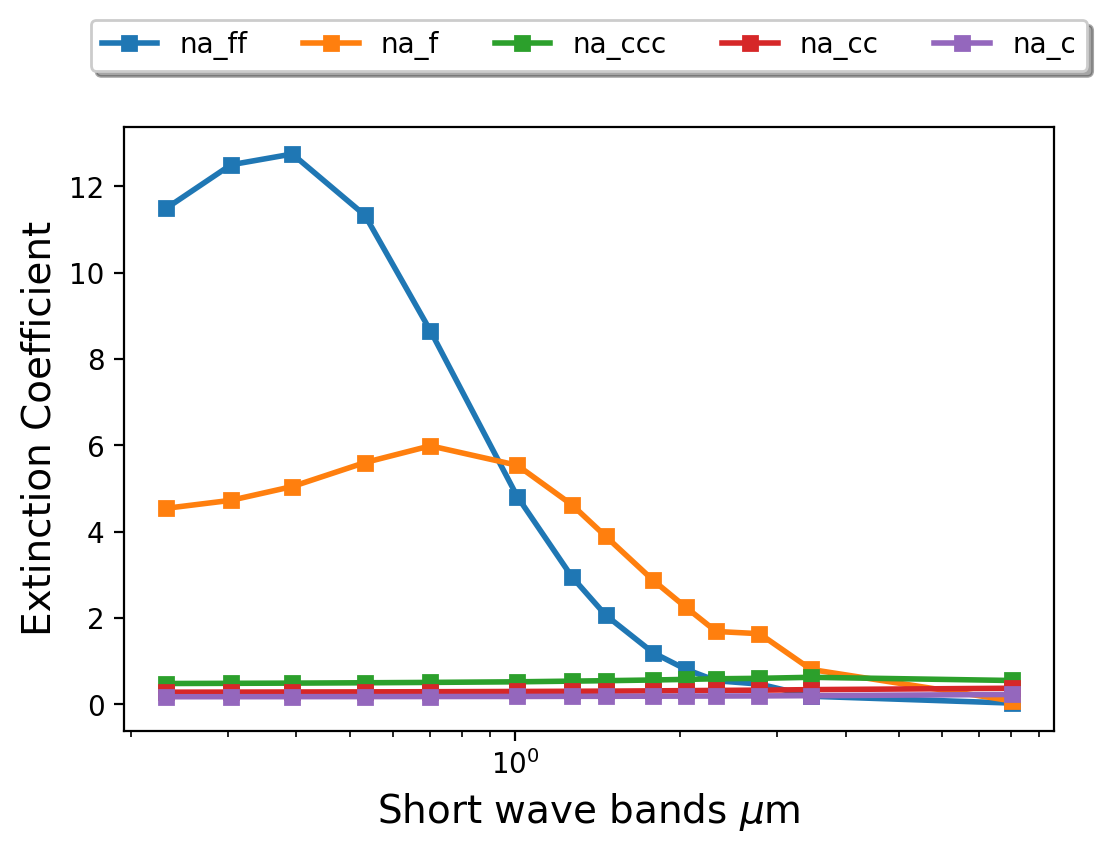 na_ff na_f na_ccc na_cc na_c
12
10
8
6
4
2
0
Extinction Coefficient
10⁰
Short wave bands μm